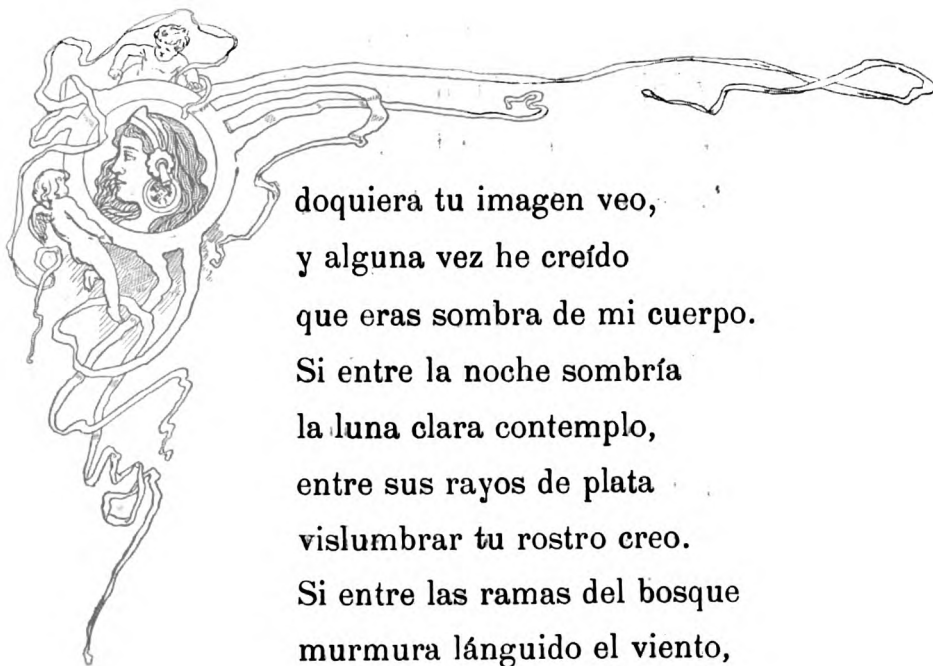 doquiera tu imagen veo,
y alguna vez he creído
que eras sombra de mi cuerpo.
Si entre la noche sombría
la luna clara contemplo,
entre sus rayos de plata
vislumbrar tu rostro creo.
Si entre las ramas del bosque
murmura lánguido el viento,